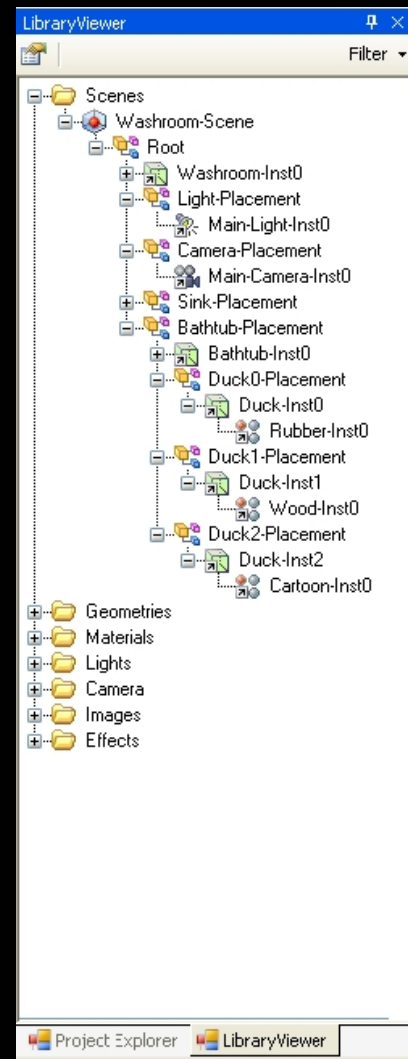 LibraryViewer
Filter
Scenes
Washroom-Scene
Root
Washroom-Inst0
Light-Placement
Main-Light-Inst0
Camera-Placement
Main-Camera-Inst0
Sink-Placement
Bathtub-Placement
Bathtub-Inst0
Duck0-Placement
Duck-Inst0
Rubber-Inst0
Duck1-Placement
Duck-Inst1
Wood-Inst0
Duck2-Placement
Duck-Inst2
Cartoon-Inst0
Geometries
Materials
Lights
Camera
Images
Effects
Project Explorer LibraryViewer